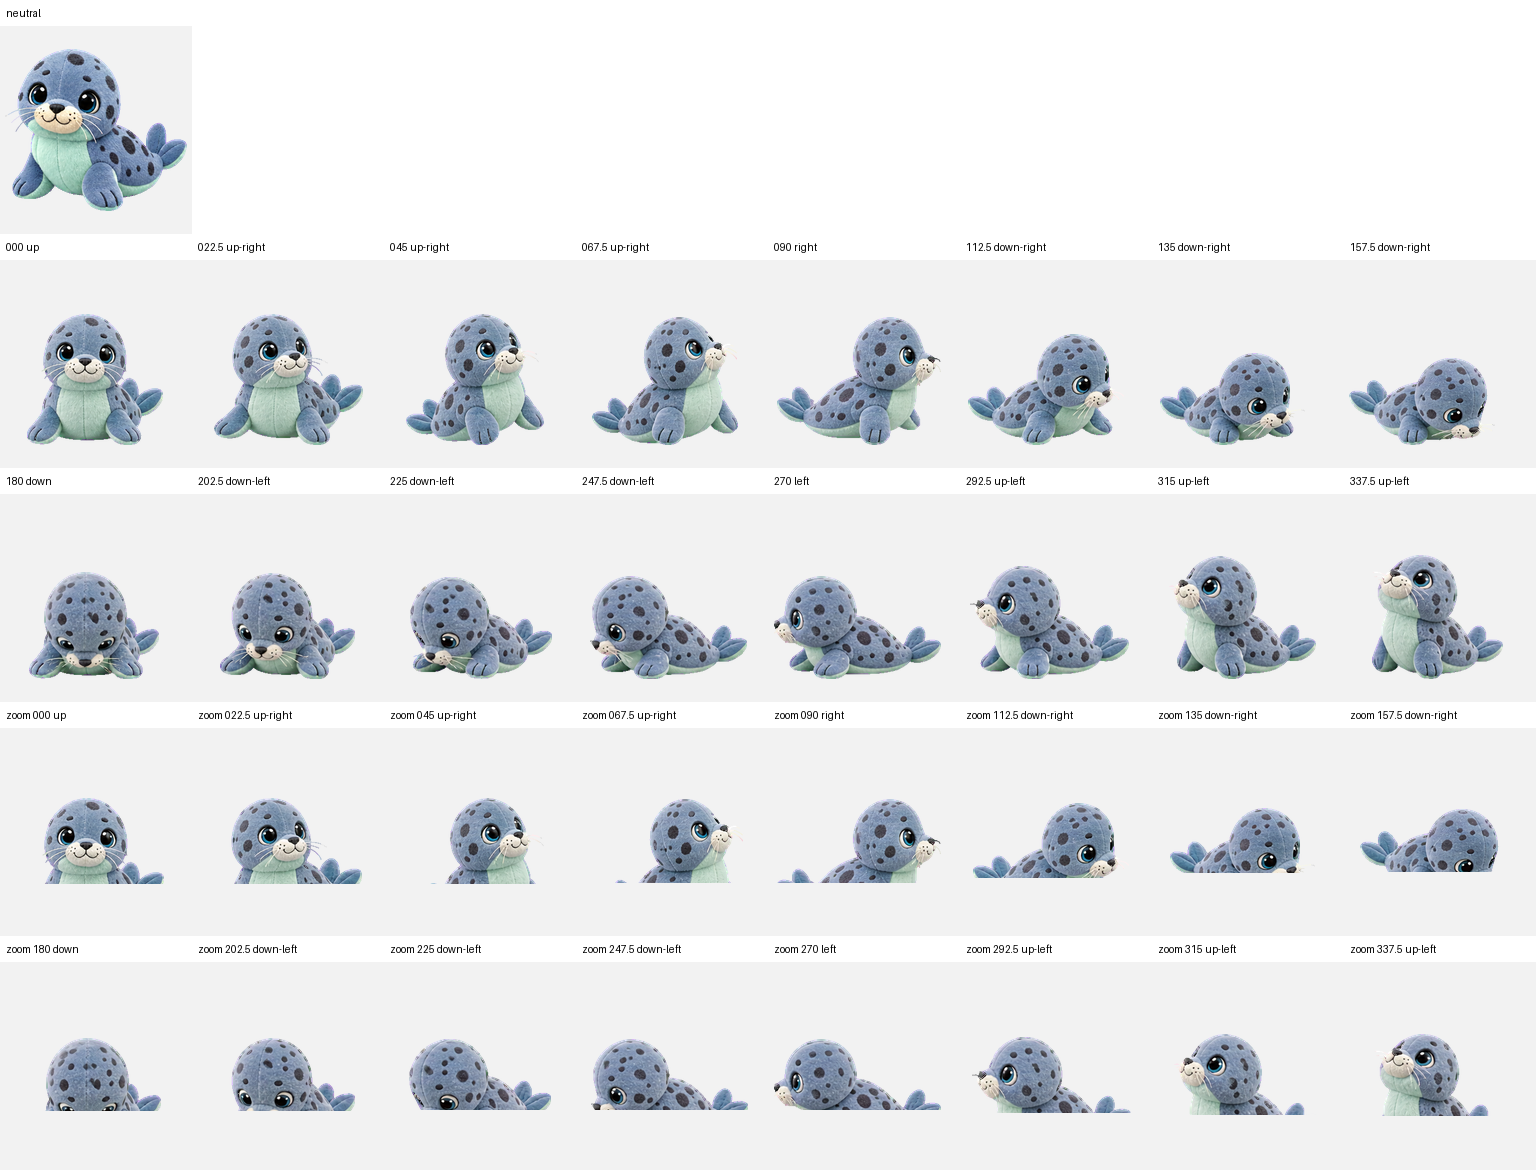 neutral
000 up 022.5 up-right 045 up-right 067.5 up-right 090 right 112.5 down-right 135 down-right 157.5 down-right
180 down 202.5 down-left 225 down-left 247.5 down-left 270 left 292.5 up-left 315 up-left 337.5 up-left
zoom 000 up zoom 022.5 up-right zoom 045 up-right zoom 067.5 up-right zoom 090 right zoom 112.5 down-right zoom 135 down-right zoom 157.5 down-right
zoom 180 down zoom 202.5 down-left zoom 225 down-left zoom 247.5 down-left zoom 270 left zoom 292.5 up-left zoom 315 up-left zoom 337.5 up-left